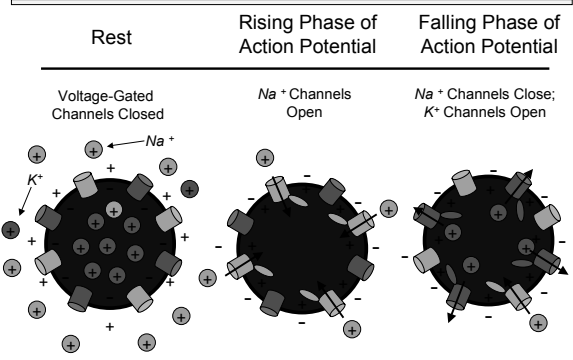 Rest
Rising Phase of
Action Potential
Falling Phase of
Action Potential
Voltage-Gated
Channels Closed
Na + Channels
Open
Na + Channels Close;
K+ Channels Open
Na +
K+